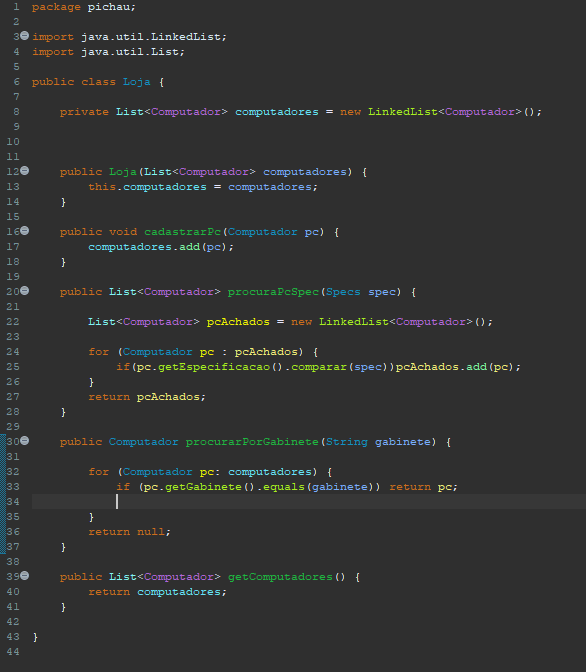 1 package pichau;
2
3 import java.util.LinkedList;
4 import java.util.List;
5
6 public class Loja {
7
8     private List<Computador> computadores = new LinkedList<Computador>();
9
10
11
12     public Loja(List<Computador> computadores) {
13         this.computadores = computadores;
14     }
15
16     public void cadastrarPc(Computador pc) {
17         computadores.add(pc);
18     }
19
20     public List<Computador> procuraPcSpec(Specs spec) {
21
22         List<Computador> pcAchados = new LinkedList<Computador>();
23
24         for (Computador pc : pcAchados) {
25             if(pc.getEspecificacao().comparar(spec))pcAchados.add(pc);
26         }
27         return pcAchados;
28     }
29
30     public Computador procurarPorGabinete(String gabinete) {
31
32         for (Computador pc: computadores) {
33             if (pc.getGabinete().equals(gabinete)) return pc;
34
35         }
36         return null;
37     }
38
39     public List<Computador> getComputadores() {
40         return computadores;
41     }
42
43 }
44